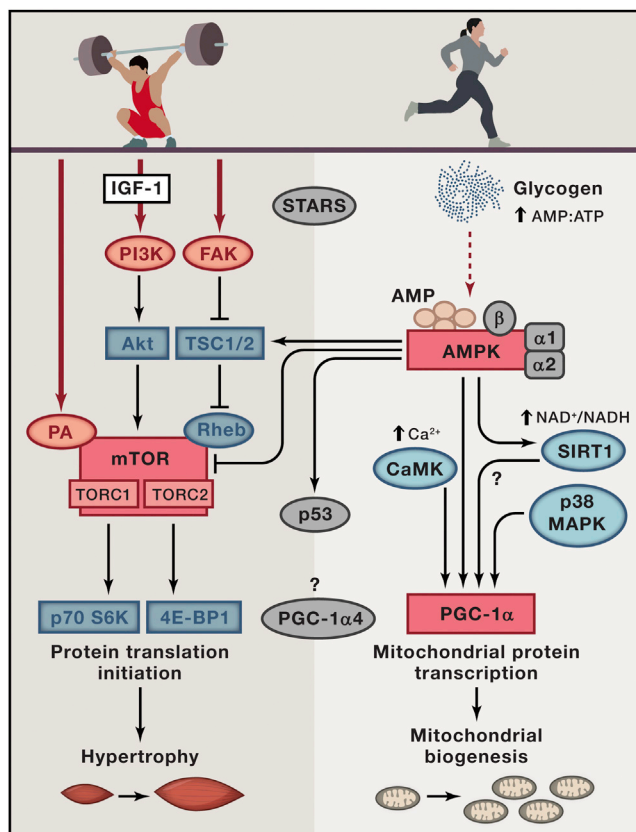 IGF-1
STARS
Glycogen
⬆ AMP:ATP
PI3K
FAK
AMP
β
Akt
TSC1/2
AMPK
α1
α2
PA
Rheb
mTOR
TORC1
TORC2
⬆ Ca²⁺
CaMK
⬆ NAD⁺/NADH
SIRT1
?
p53
p38
MAPK
p70 S6K
4E-BP1
?
PGC-1α4
PGC-1α
Protein translation
initiation
Mitochondrial protein
transcription
Hypertrophy
Mitochondrial
biogenesis